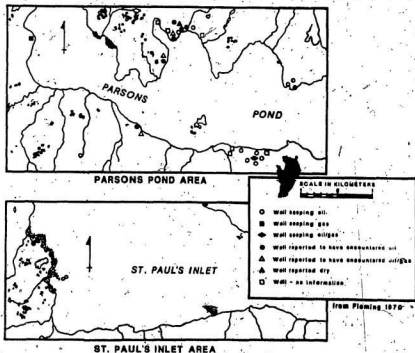 PARSONS
POND
PARSONS POND AREA
SCALE IN KILOMETERS
Well seeping oil
Well seeping gas
Well seeping oil/gas
Well reported to have encountered oil
Well reported to have encountered oil/gas
Well reported dry
Well - no information
from Fleming 1970
ST. PAUL'S INLET
ST. PAUL'S INLET AREA